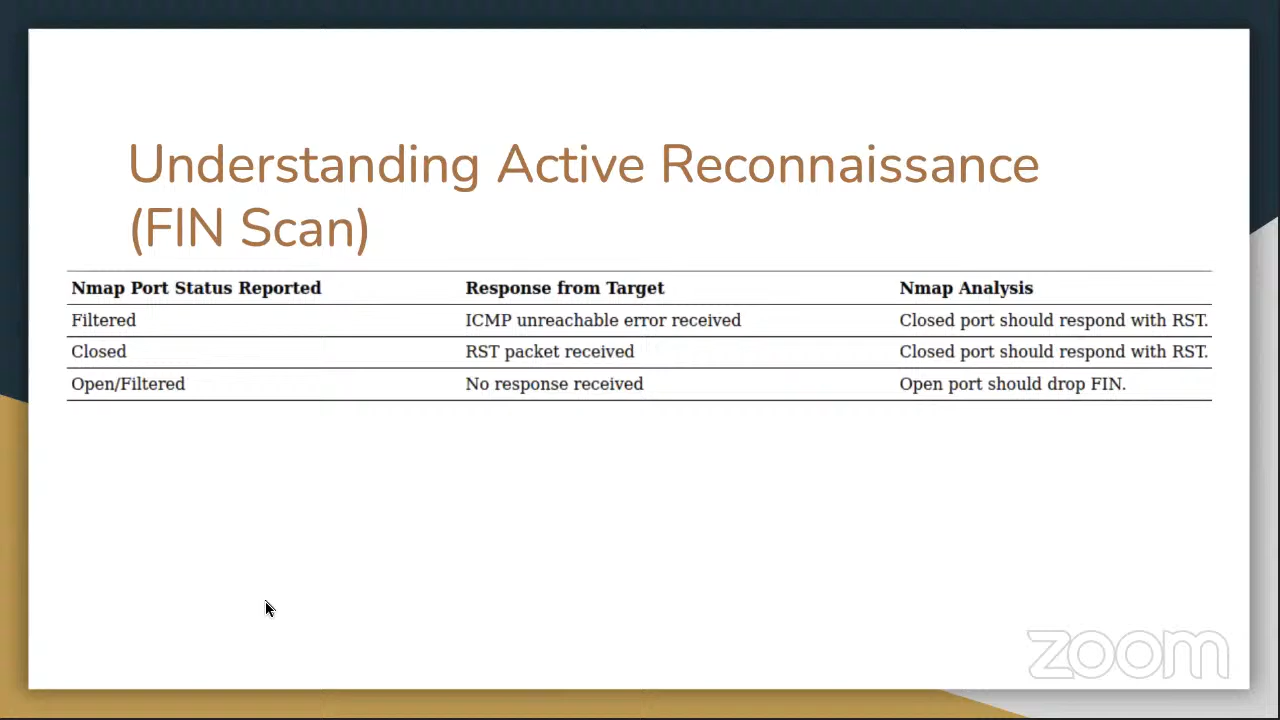 Understanding Active Reconnaissance
(FIN Scan)
Nmap Port Status Reported Response from Target Nmap Analysis
Filtered ICMP unreachable error received Closed port should respond with RST.
Closed RST packet received Closed port should respond with RST.
Open/Filtered No response received Open port should drop FIN.
zoom